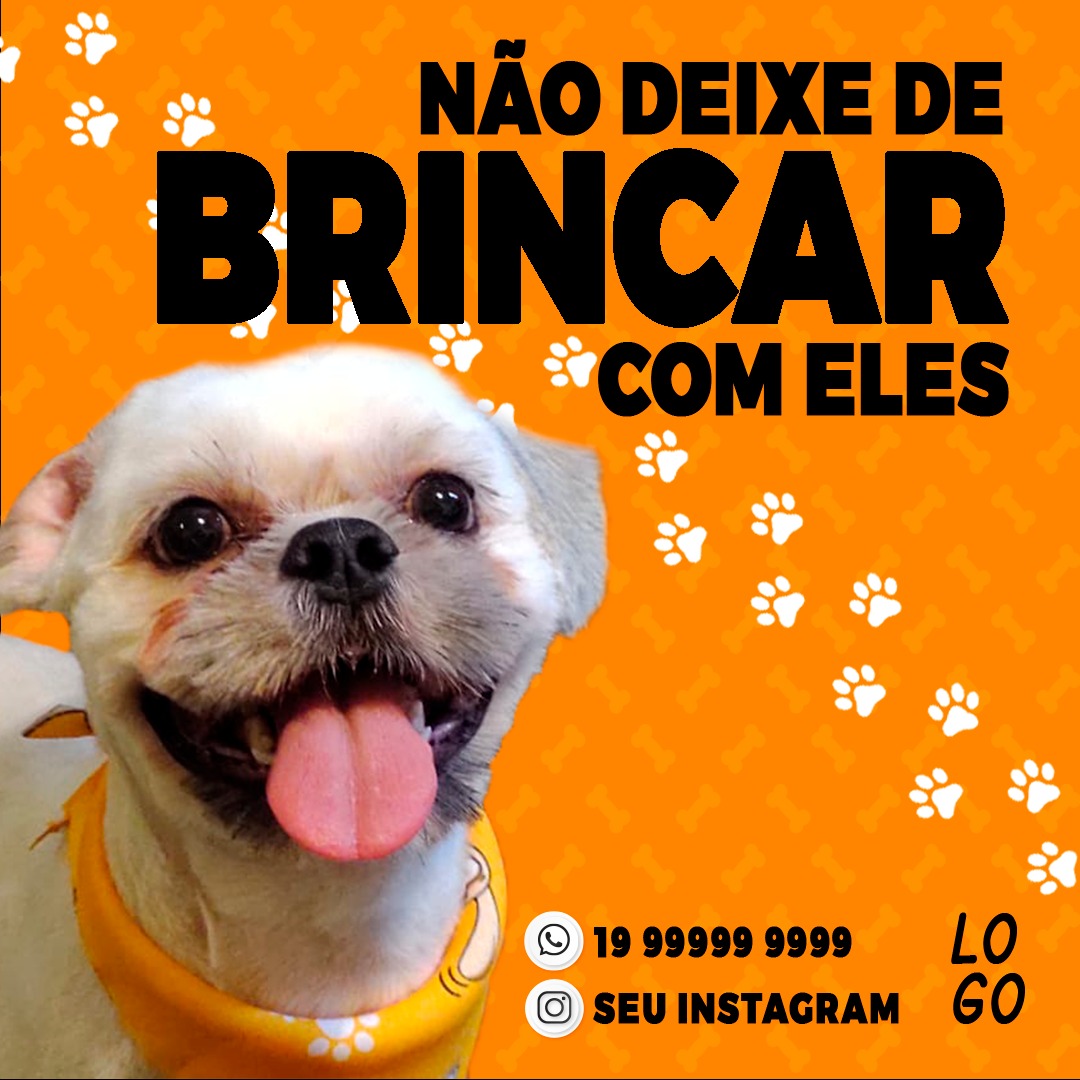 NÃO DEIXE DE
BRINCAR
COM ELES
19 99999 9999
SEU INSTAGRAM
LO
GO